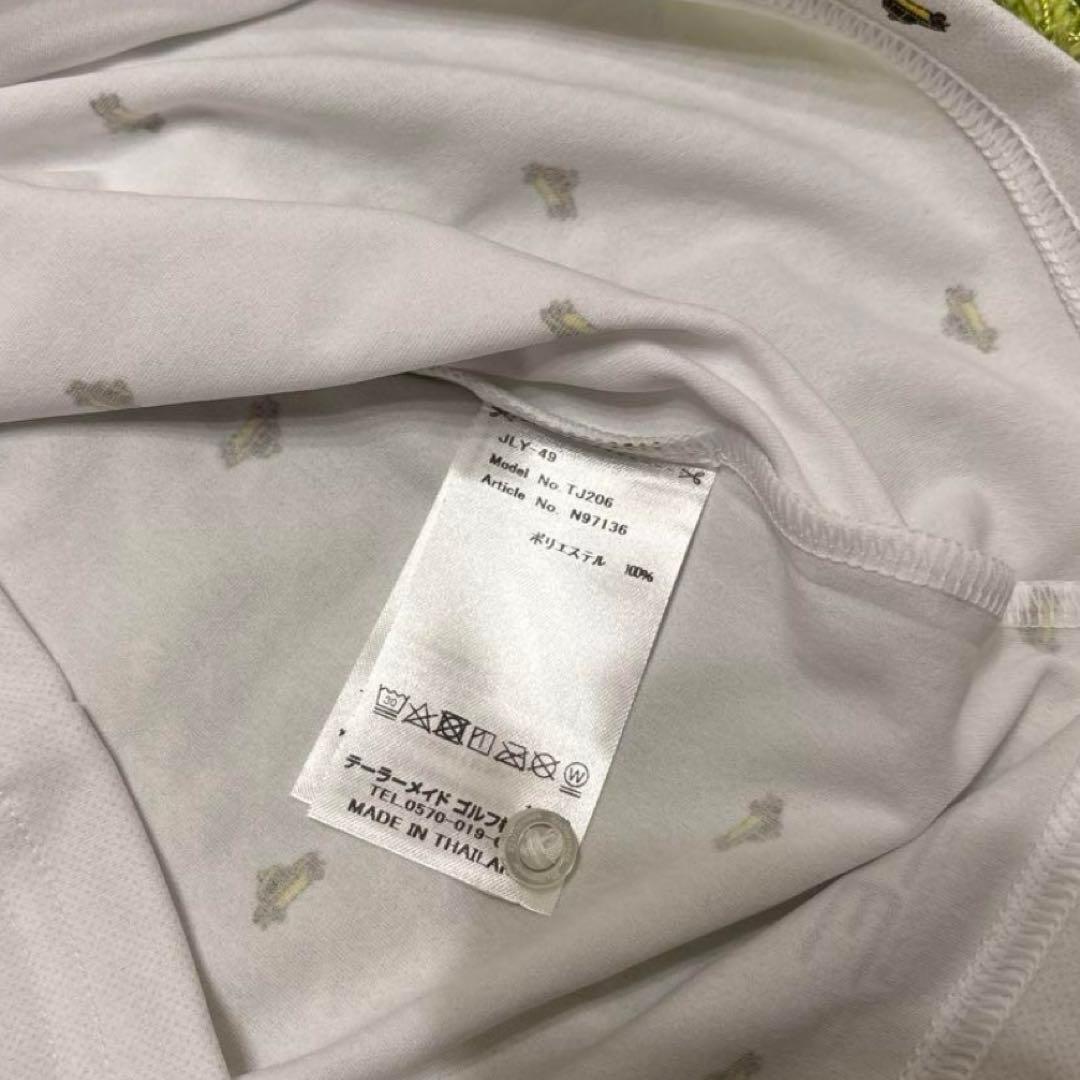 JLY-49
Model No. TJ206
Article No. N97136
ポリエステル 100%
30
W
テーラーメイド ゴルフ
TEL.0570-019-
MADE IN THAILA